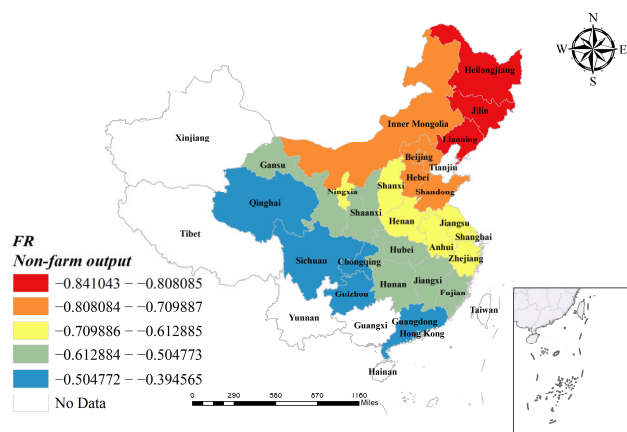 N
W E
S
Heilongjiang
Jilin
Liaoning
Inner Mongolia
Beijing
Tianjin
Hebei
Shandong
Xinjiang
Gansu
Ningxia
Shanxi
Qinghai
Shaanxi
Henan
Jiangsu
Shanghai
Anhui
Zhejiang
Tibet
Sichuan
Chongqing
Hubei
Hunan
Jiangxi
Fujian
Guizhou
Yunnan
Guangxi
Guangdong
Hong Kong
Taiwan
Hainan
FR
Non-farm output
−0.841043 − −0.808085
−0.808084 − −0.709887
−0.709886 − −0.612885
−0.612884 − −0.504773
−0.504772 − −0.394565
No Data
0 290 580 870 1160
Miles